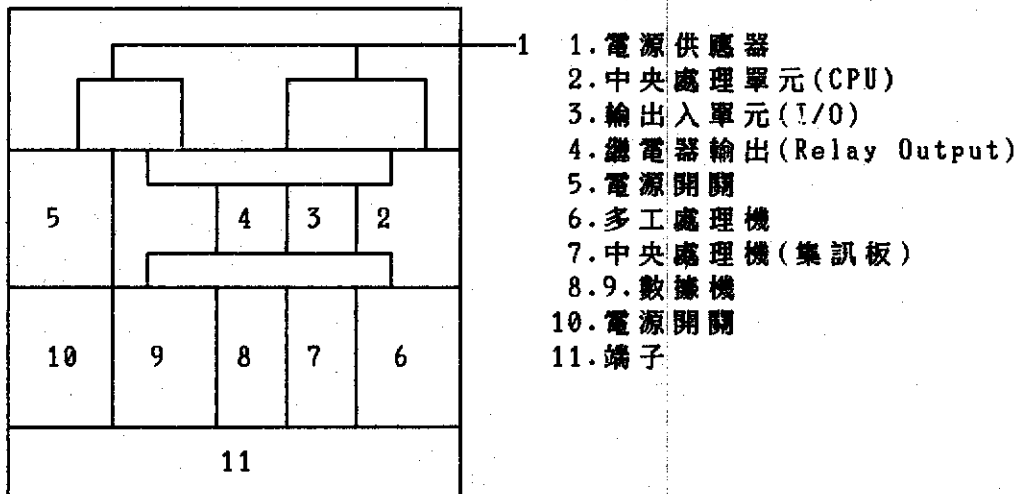 1 1.電源供應器
2.中央處理單元(CPU)
3.輸出入單元(I/O)
4.繼電器輸出(Relay Output)
5 4 3 2 5.電源開關
6.多工處理機
7.中央處理機(集訊板)
8.9.數據機
10.電源開關
10 9 8 7 6 11.端子
11